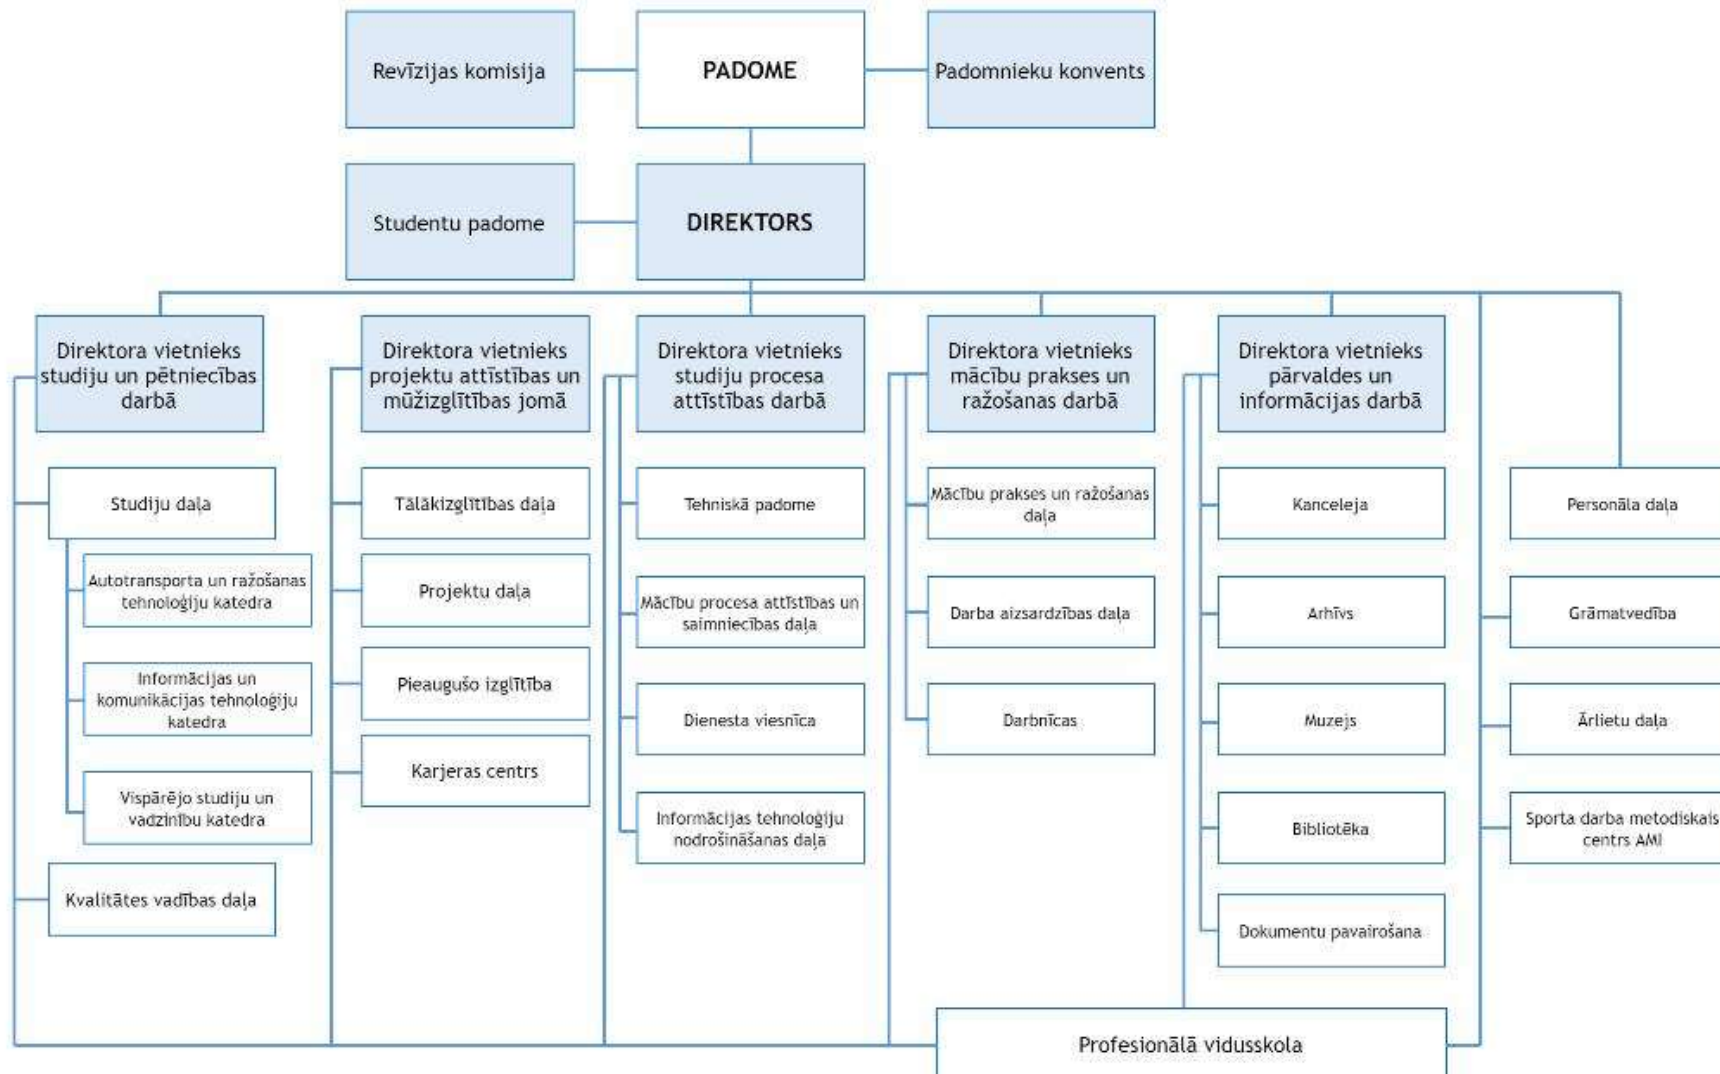 Revīzijas komisija
PADOME
Padomnieku konvents
Studentu padome
DIREKTORS
Direktora vietnieks
studiju un pētniecības
darbā
Direktora vietnieks
projektu attīstības un
mūžizglītības jomā
Direktora vietnieks
studiju procesa
attīstības darbā
Direktora vietnieks
mācību prakses un
ražošanas darbā
Direktora vietnieks
pārvaldes un
informācijas darbā
Studiju daļa
Autotransporta un ražošanas
tehnoloģiju katedra
Informācijas un
komunikācijas tehnoloģiju
katedra
Vispārējo studiju un
vadzinību katedra
Kvalitātes vadības daļa
Tālākizglītības daļa
Projektu daļa
Pieaugušo izglītība
Karjeras centrs
Tehniskā padome
Mācību procesa attīstības un
saimniecības daļa
Dienesta viesnīca
Informācijas tehnoloģiju
nodrošināšanas daļa
Mācību prakses un ražošanas
daļa
Darba aizsardzības daļa
Darbnīcas
Kanceleja
Arhīvs
Muzejs
Bibliotēka
Dokumentu pavairošana
Personāla daļa
Grāmatvedība
Ārlietu daļa
Sporta darba metodiskais
centrs AMI
Profesionālā vidusskola